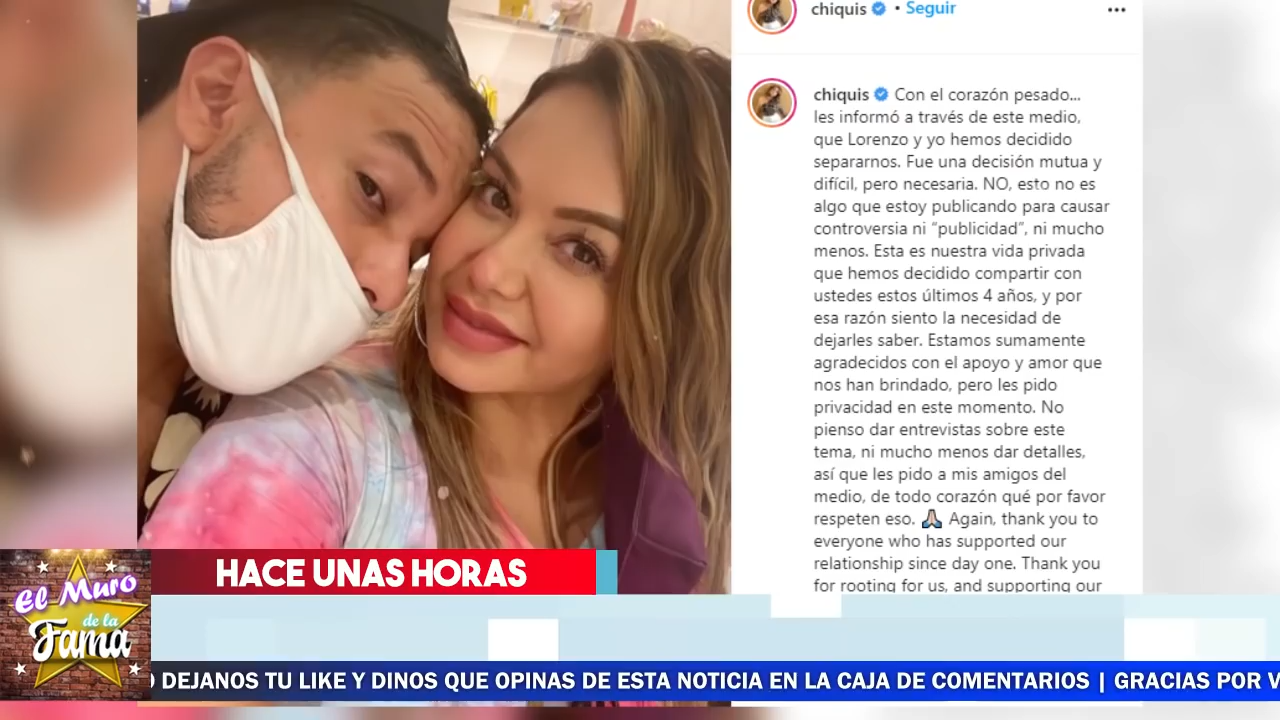 chiquis • Seguir
chiquis Con el corazón pesado...
les informó a través de este medio,
que Lorenzo y yo hemos decidido
separarnos. Fue una decisión mutua y
difícil, pero necesaria. NO, esto no es
algo que estoy publicando para causar
controversia ni “publicidad”, ni mucho
menos. Esta es nuestra vida privada
que hemos decidido compartir con
ustedes estos últimos 4 años, y por
esa razón siento la necesidad de
dejarles saber. Estamos sumamente
agradecidos con el apoyo y amor que
nos han brindado, pero les pido
privacidad en este momento. No
pienso dar entrevistas sobre este
tema, ni mucho menos dar detalles,
así que les pido a mis amigos del
medio, de todo corazón qué por favor
respeten eso. 🙏🏼 Again, thank you to
everyone who has supported our
relationship since day one. Thank you
for rooting for us, and supporting our
HACE UNAS HORAS
El Muro
de la
Fama
DEJANOS TU LIKE Y DINOS QUE OPINAS DE ESTA NOTICIA EN LA CAJA DE COMENTARIOS | GRACIAS POR V